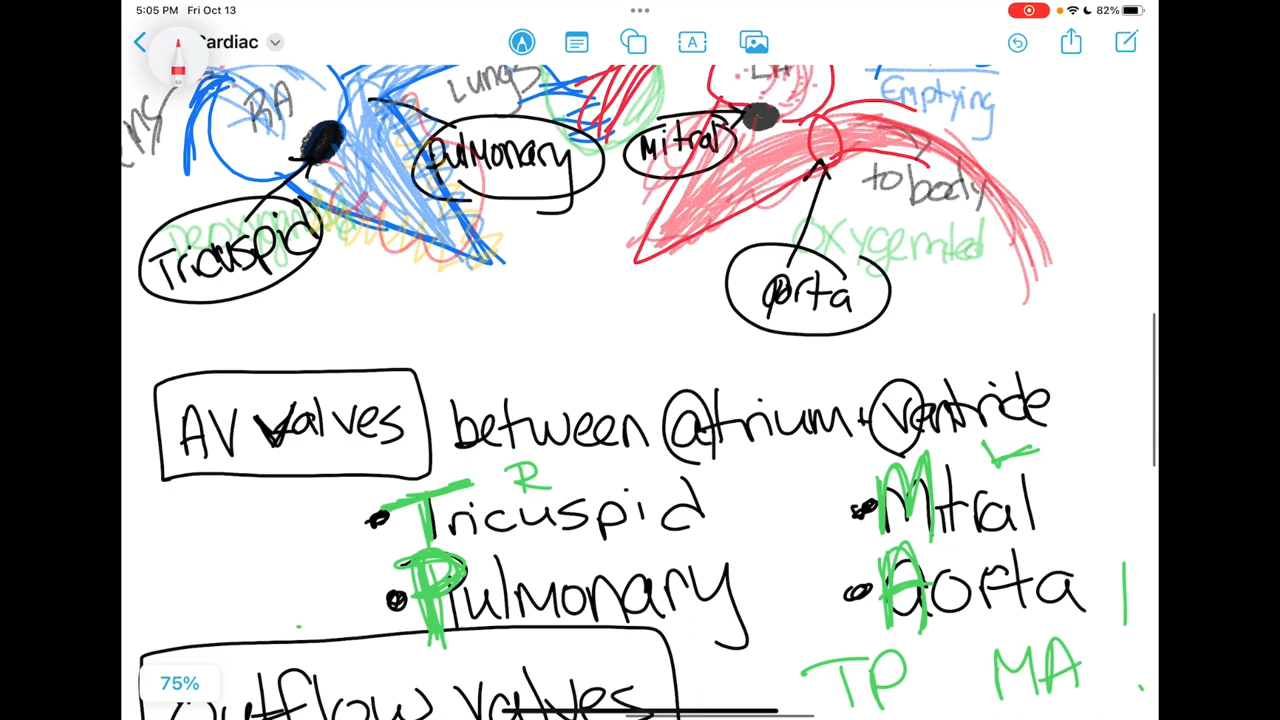 5:05 PM Fri Oct 13
82%
Cardiac
RA
Lungs
LA
Emptying
Pulmonary
Mitral
to body
Tricuspid
oxygenated
aorta
AV valves between atrium + ventricle
R
Tricuspid
Mitral
Pulmonary
Aorta !
TP MA
75%
Outflow valves